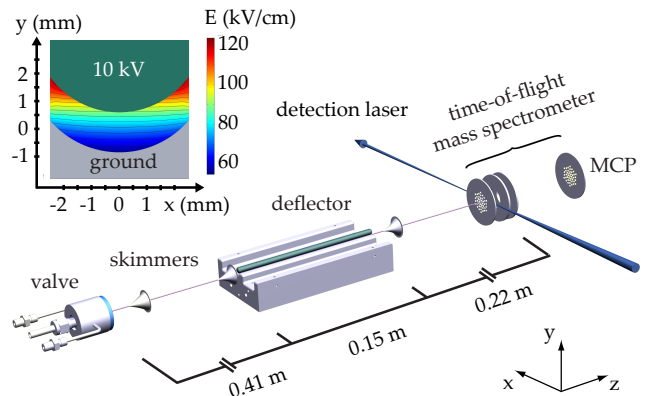 y (mm)
E (kV/cm)
120
100
80
60
2
1
0
-1
10 kV
ground
-2 -1 0 1 x (mm)
detection laser
time-of-flight
mass spectrometer
MCP
deflector
skimmers
valve
0.41 m
0.15 m
0.22 m
y
x
z